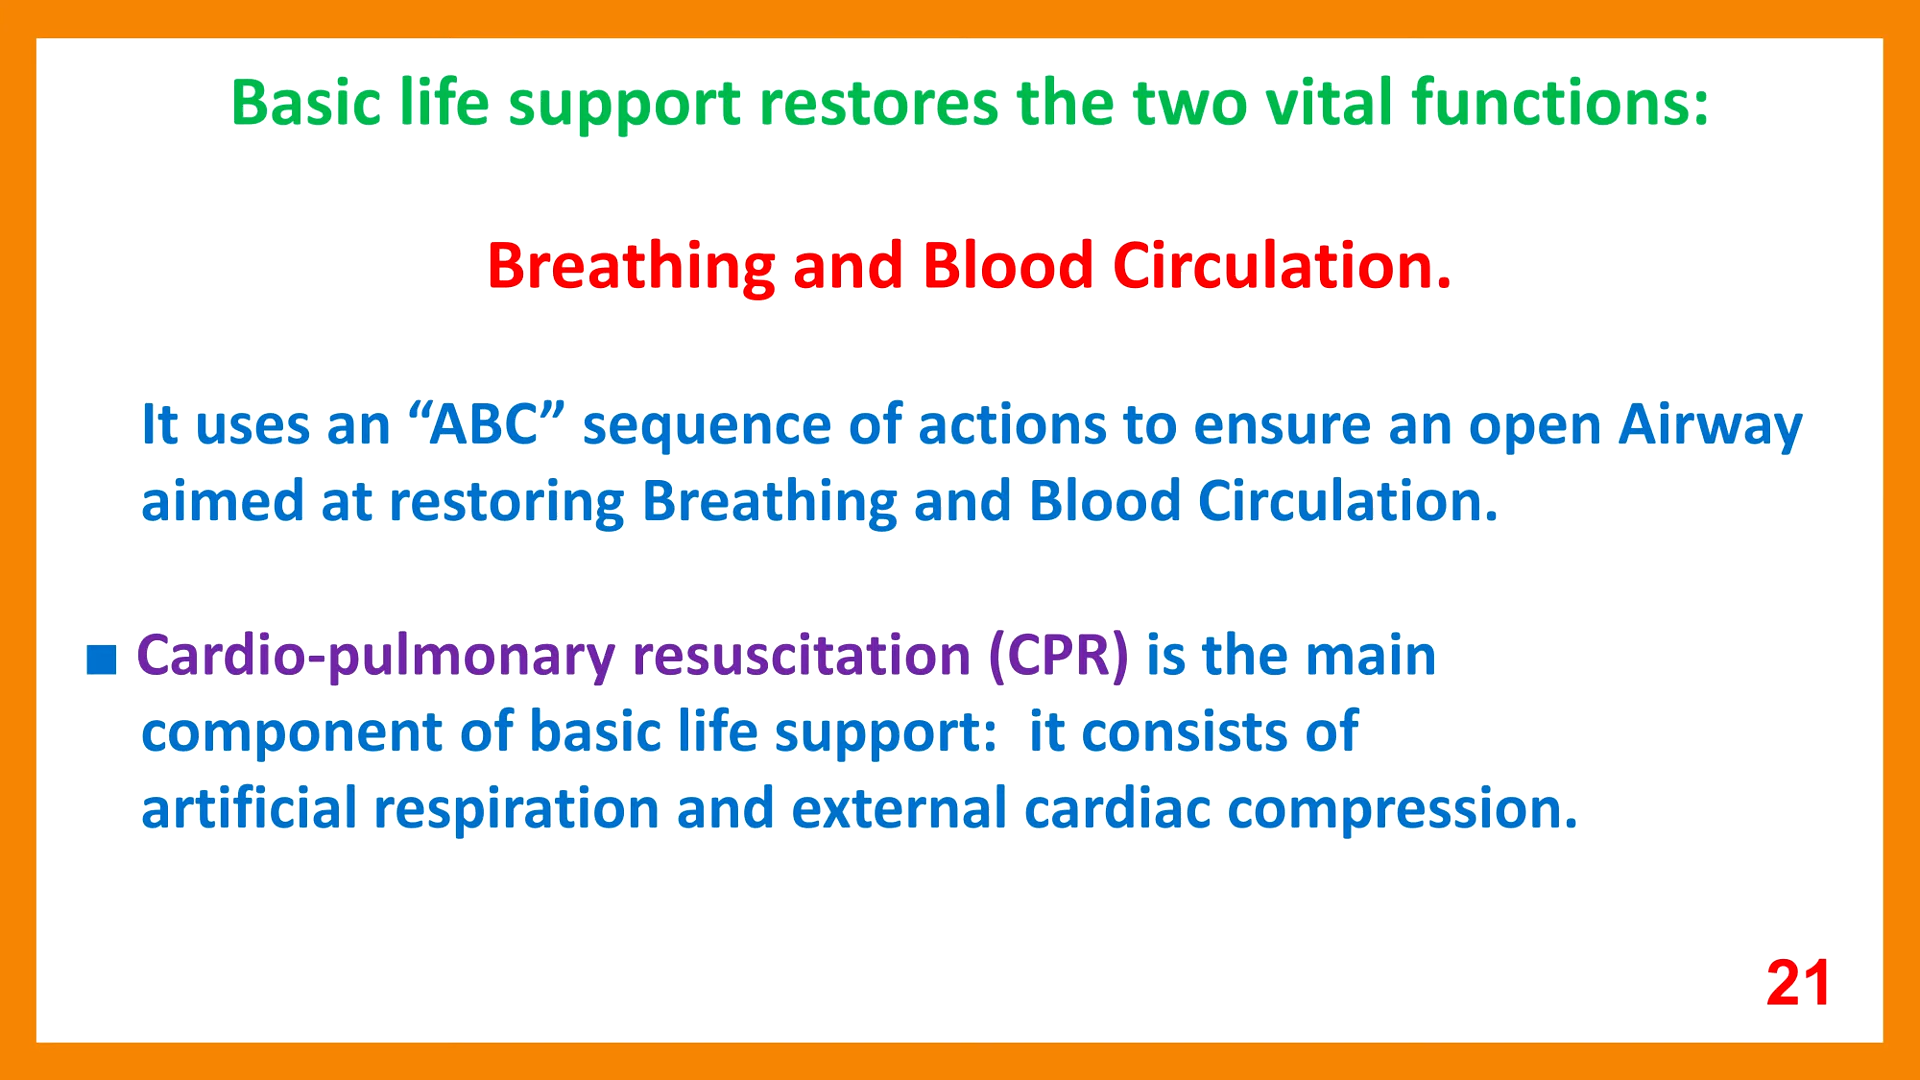 Basic life support restores the two vital functions:
Breathing and Blood Circulation.
It uses an “ABC” sequence of actions to ensure an open Airway
aimed at restoring Breathing and Blood Circulation.
■ Cardio-pulmonary resuscitation (CPR) is the main
component of basic life support:  it consists of
artificial respiration and external cardiac compression.
21